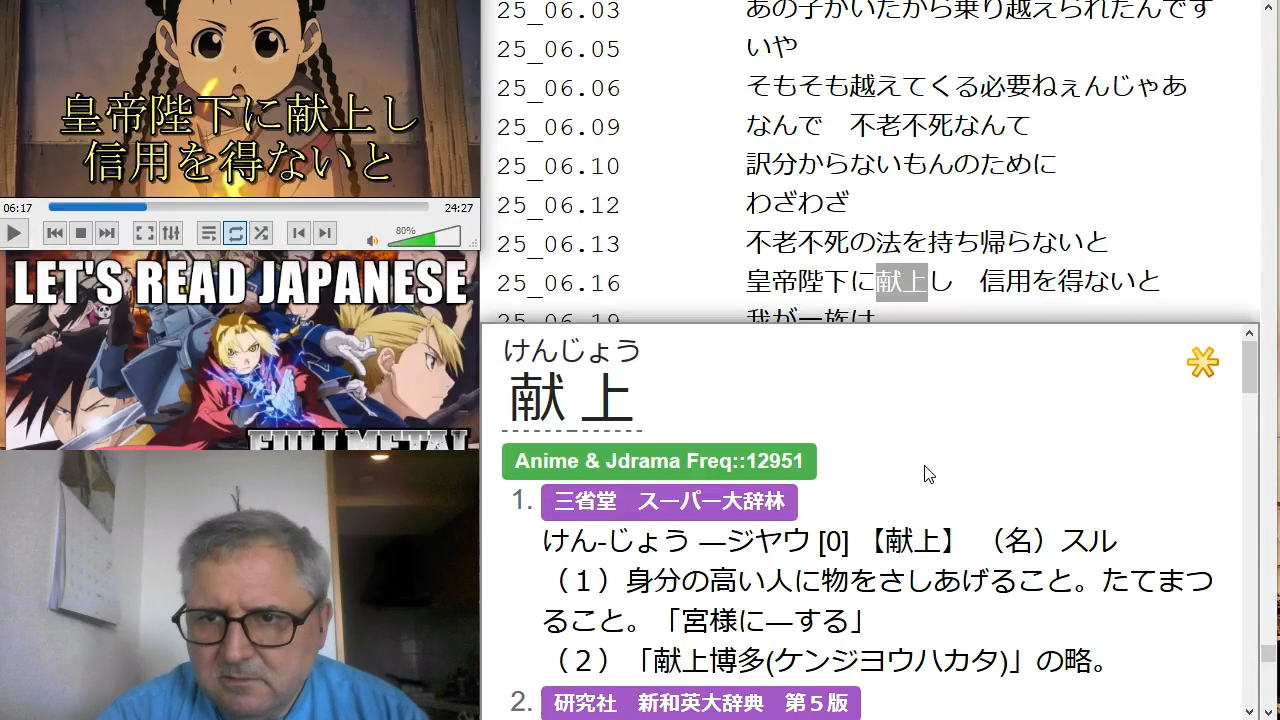 皇帝陛下に献上し
信用を得ないと
06:17
24:27
80%
LET'S READ JAPANESE
FULLMETAL
25_06.03 あの子がいたから乗り越えられたんです
25_06.05 いや
25_06.06 そもそも越えてくる必要ねぇんじゃあ
25_06.09 なんで　不老不死なんて
25_06.10 訳分からないもんのために
25_06.12 わざわざ
25_06.13 不老不死の法を持ち帰らないと
25_06.16 皇帝陛下に献上し　信用を得ないと
25_06.19 我が一族は
けんじょう
献上
Anime & Jdrama Freq::12951
1. 三省堂　スーパー大辞林
けん‐じょう ―ジヤウ [0] 【献上】 （名）スル
（１）身分の高い人に物をさしあげること。たてまつ
ること。「宮様に―する」
（２）「献上博多(ケンジヨウハカタ)」の略。
2. 研究社　新和英大辞典　第５版